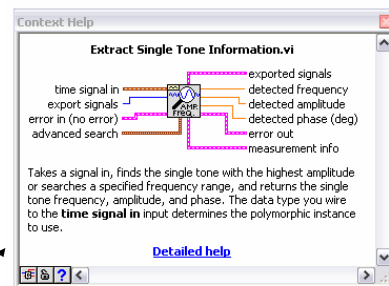 Context Help
Extract Single Tone Information.vi
exported signals
time signal in
detected frequency
export signals
detected amplitude
error in (no error)
detected phase (deg)
advanced search
error out
measurement info
AMP.
FREQ.
Takes a signal in, finds the single tone with the highest amplitude
or searches a specified frequency range, and returns the single
tone frequency, amplitude, and phase. The data type you wire
to the time signal in input determines the polymorphic instance
to use.
Detailed help
?